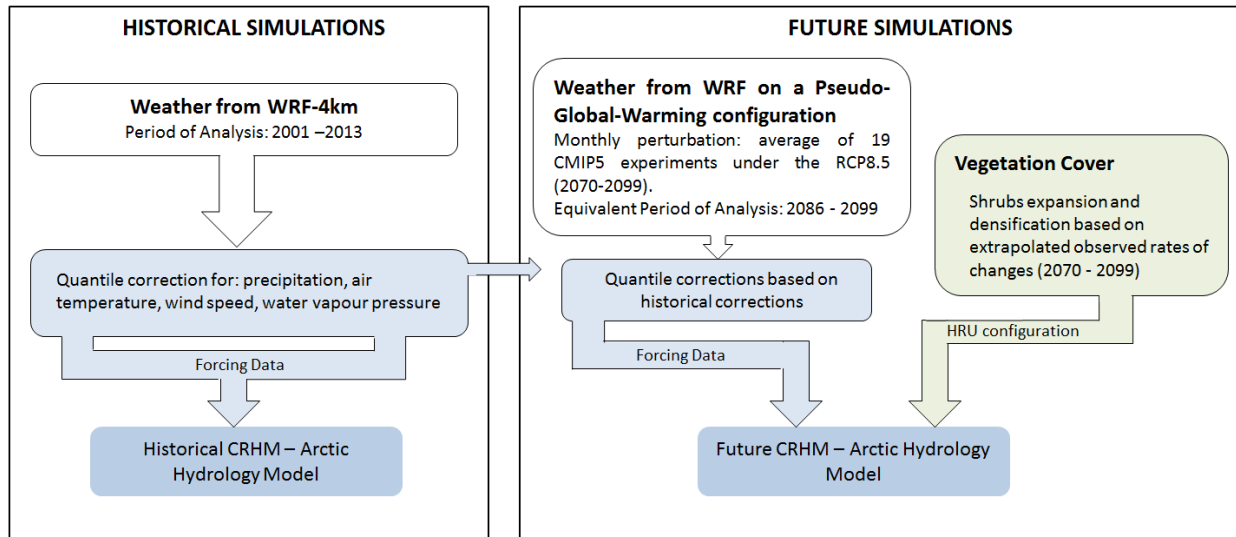 HISTORICAL SIMULATIONS
Weather from WRF-4km
Period of Analysis: 2001 –2013
Quantile correction for: precipitation, air
temperature, wind speed, water vapour pressure
Forcing Data
Historical CRHM – Arctic
Hydrology Model
FUTURE SIMULATIONS
Weather from WRF on a Pseudo-
Global-Warming configuration
Monthly perturbation: average of 19
CMIP5 experiments under the RCP8.5
(2070-2099).
Equivalent Period of Analysis: 2086 - 2099
Vegetation Cover
Shrubs expansion and
densification based on
extrapolated observed rates of
changes (2070 - 2099)
Quantile corrections based on
historical corrections
HRU configuration
Forcing Data
Future CRHM – Arctic Hydrology
Model